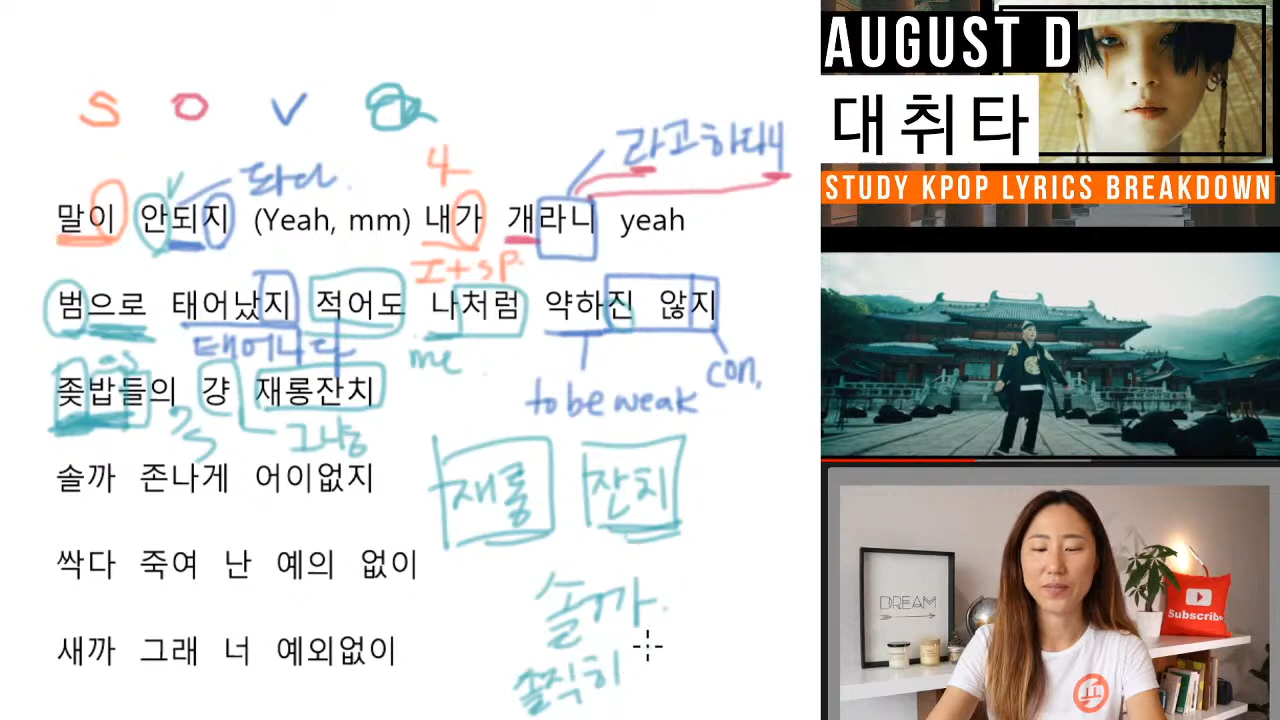 S O V
라고하다니
되다.
4
말이 안되지 (Yeah, mm) 내가 개라니 yeah
I + S P.
범으로 태어났지 적어도 나처럼 약하진 않지
태어나다
me
to be weak
con.
좆밥들의 걍 재롱잔치
그냥
솔까 존나게 어이없지
재롱 잔치
싹다 죽여 난 예의 없이
솔까.
새까 그래 너 예외없이
솔직히
AUGUST D
대취타
STUDY KPOP LYRICS BREAKDOWN
DREAM
Subscribe